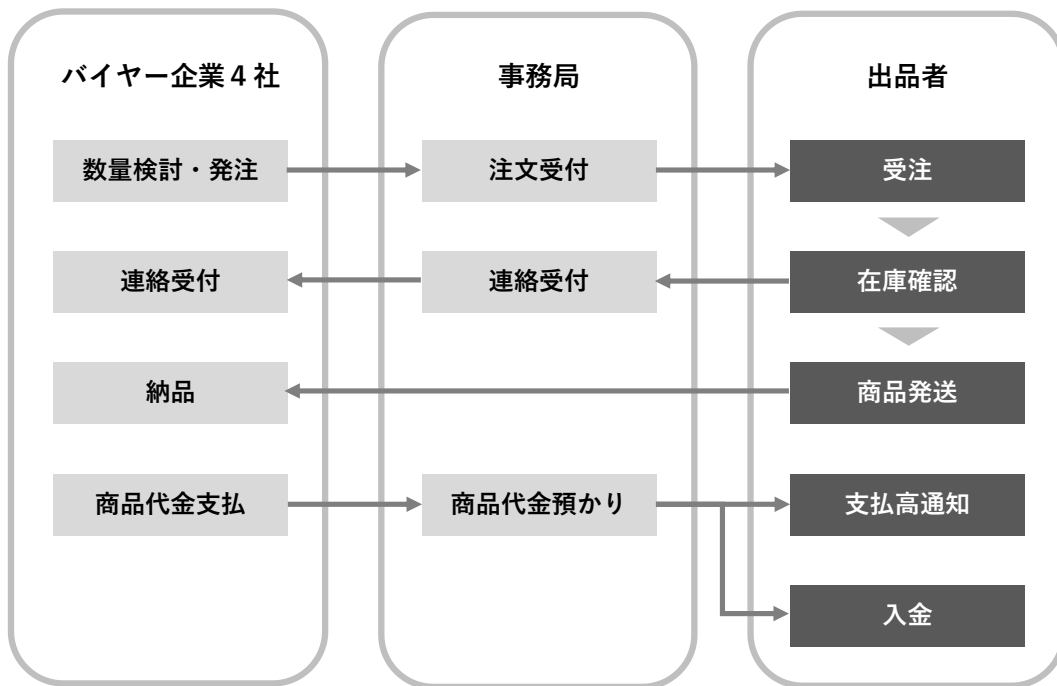 バイヤー企業４社
事務局
出品者
数量検討・発注
注文受付
受注
連絡受付
連絡受付
在庫確認
納品
商品発送
商品代金支払
商品代金預かり
支払高通知
入金